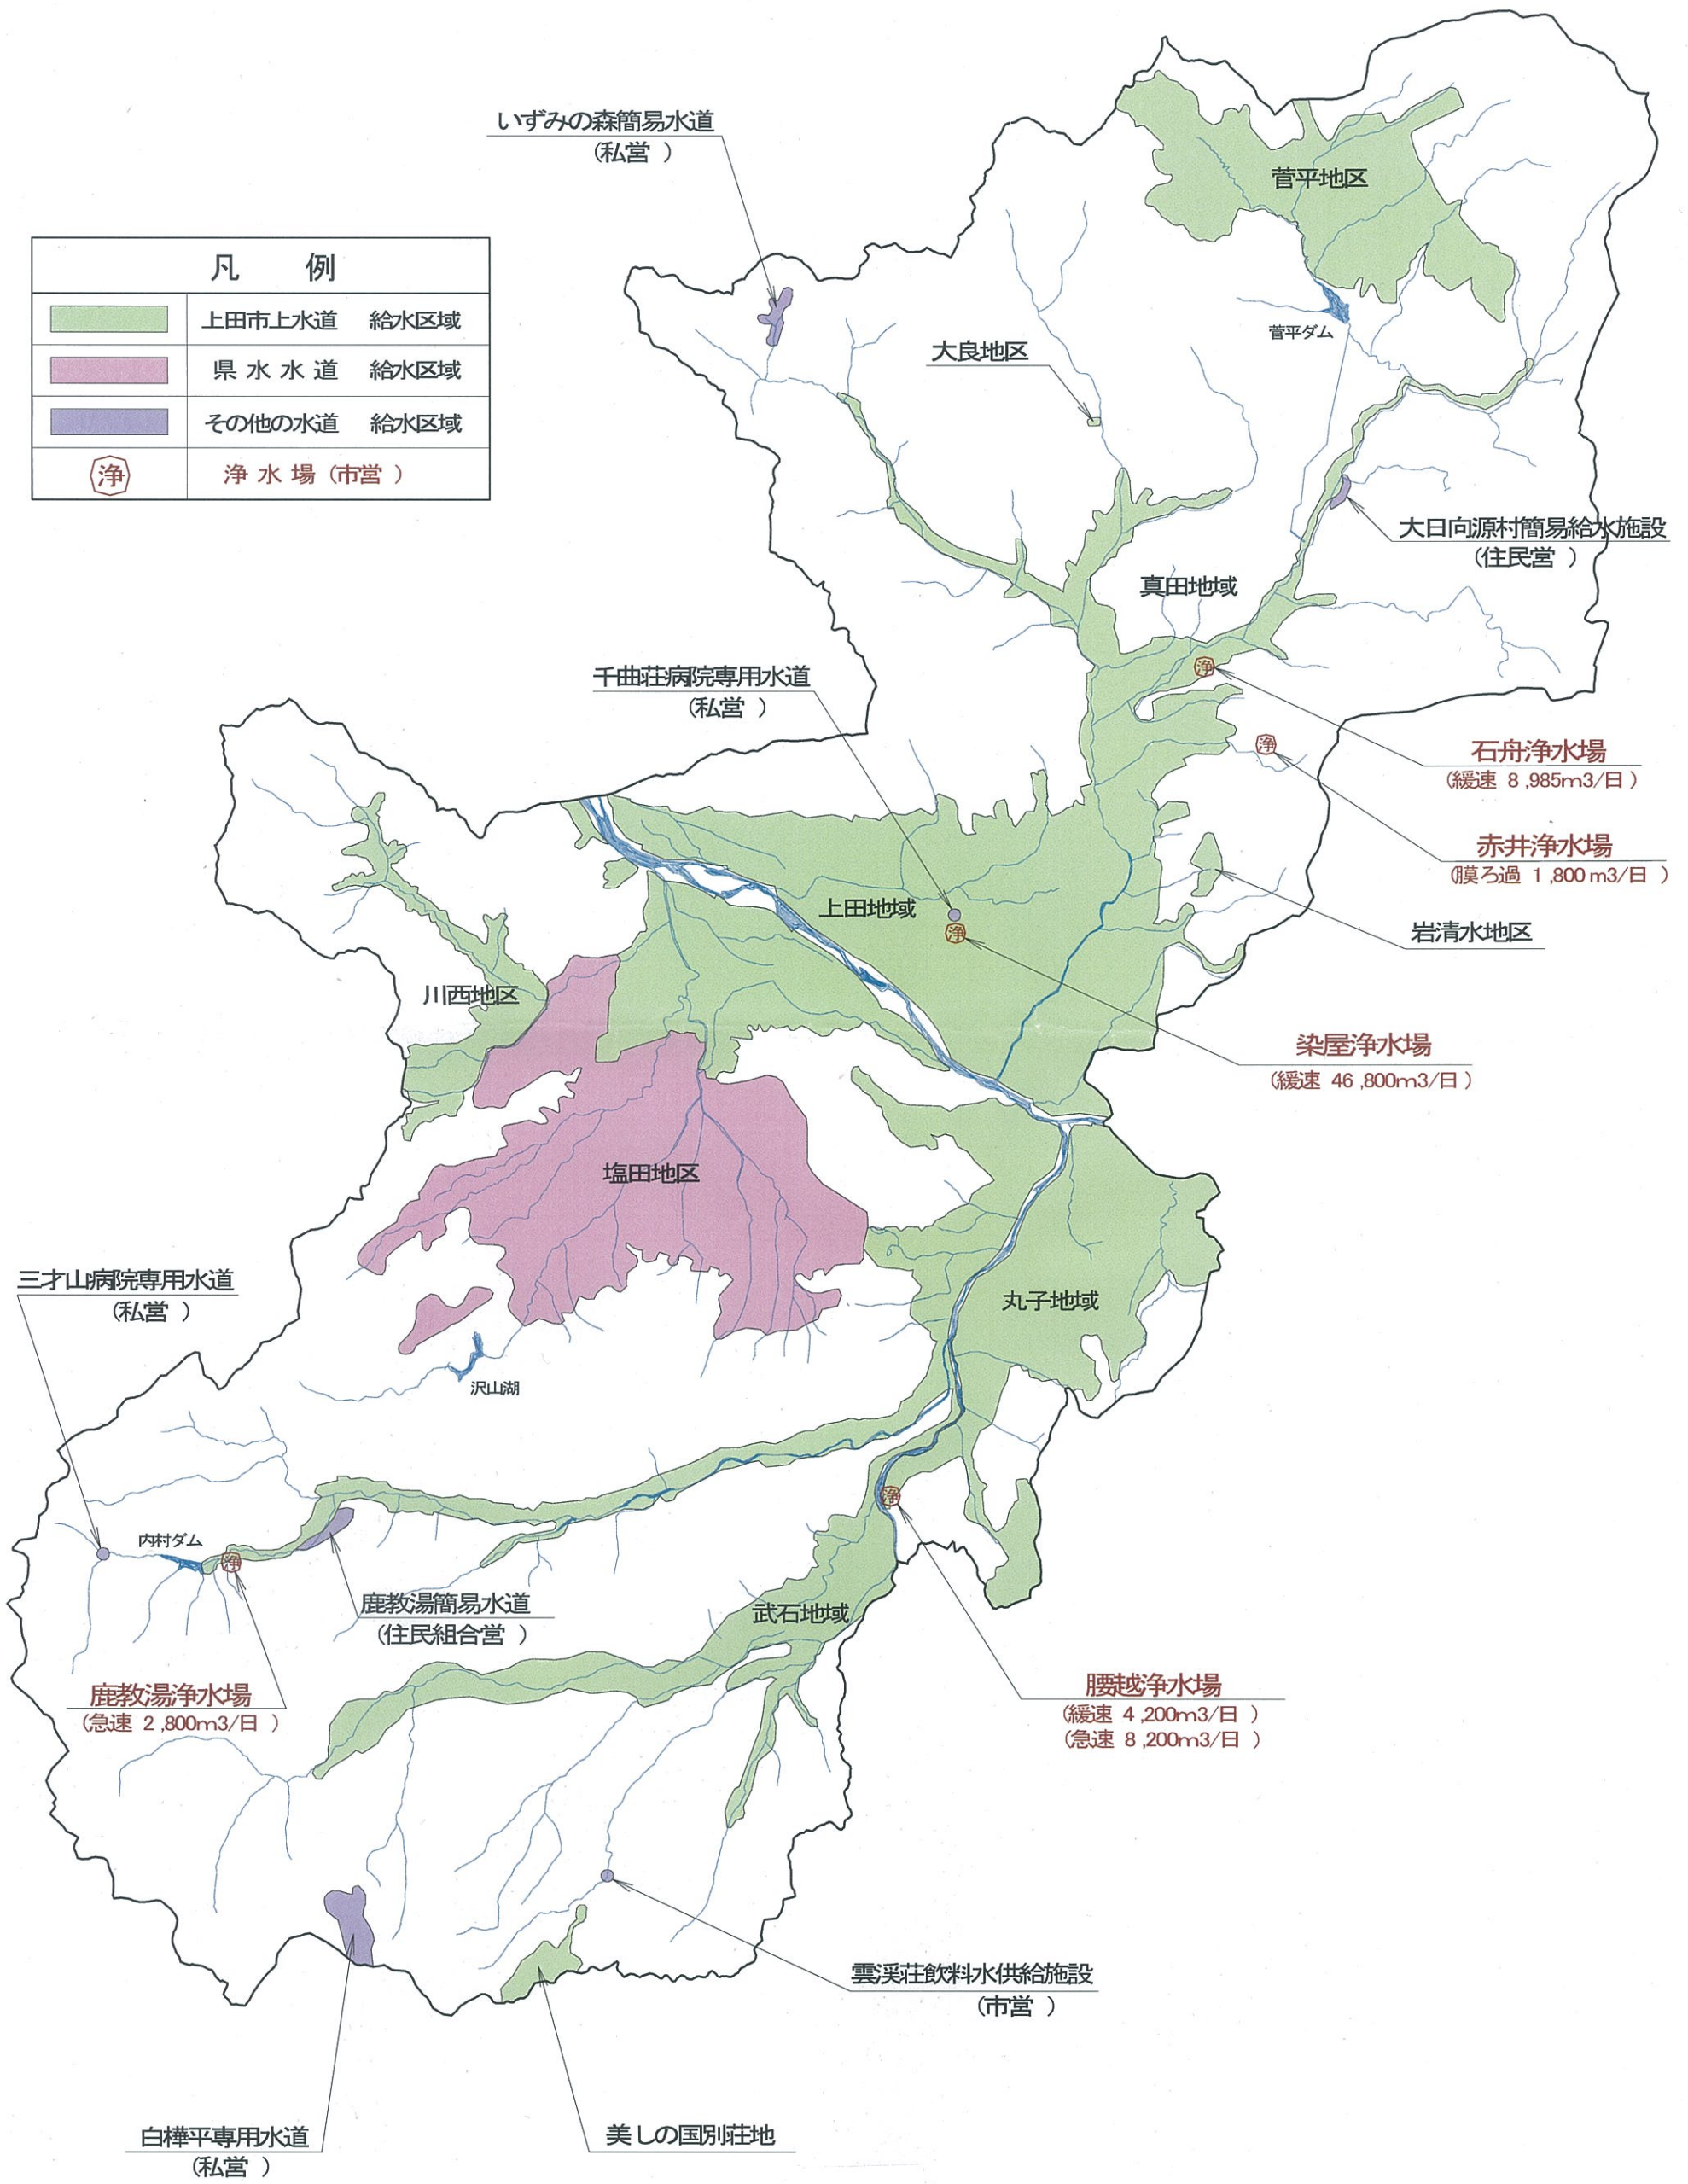 いずみの森簡易水道
(私営 )
凡 例
上田市上水道 給水区域
県水水道 給水区域
その他の水道 給水区域
浄 浄水場 (市営 )
菅平地区
菅平ダム
大良地区
大日向源村簡易給水施設
(住民営 )
真田地域
浄
千曲荘病院専用水道
(私営 )
浄
石舟浄水場
(緩速 8,985m3/日 )
赤井浄水場
(膜ろ過 1,800m3/日 )
上田地域
浄
岩清水地区
川西地区
染屋浄水場
(緩速 46,800m3/日 )
塩田地区
三才山病院専用水道
(私営 )
丸子地域
沢山湖
浄
内村ダム
浄
鹿教湯簡易水道
(住民組合営 )
武石地域
鹿教湯浄水場
(急速 2,800m3/日 )
腰越浄水場
(緩速 4,200m3/日 )
(急速 8,200m3/日 )
雲渓荘飲料水供給施設
(市営 )
白樺平専用水道
(私営 )
美しの国別荘地